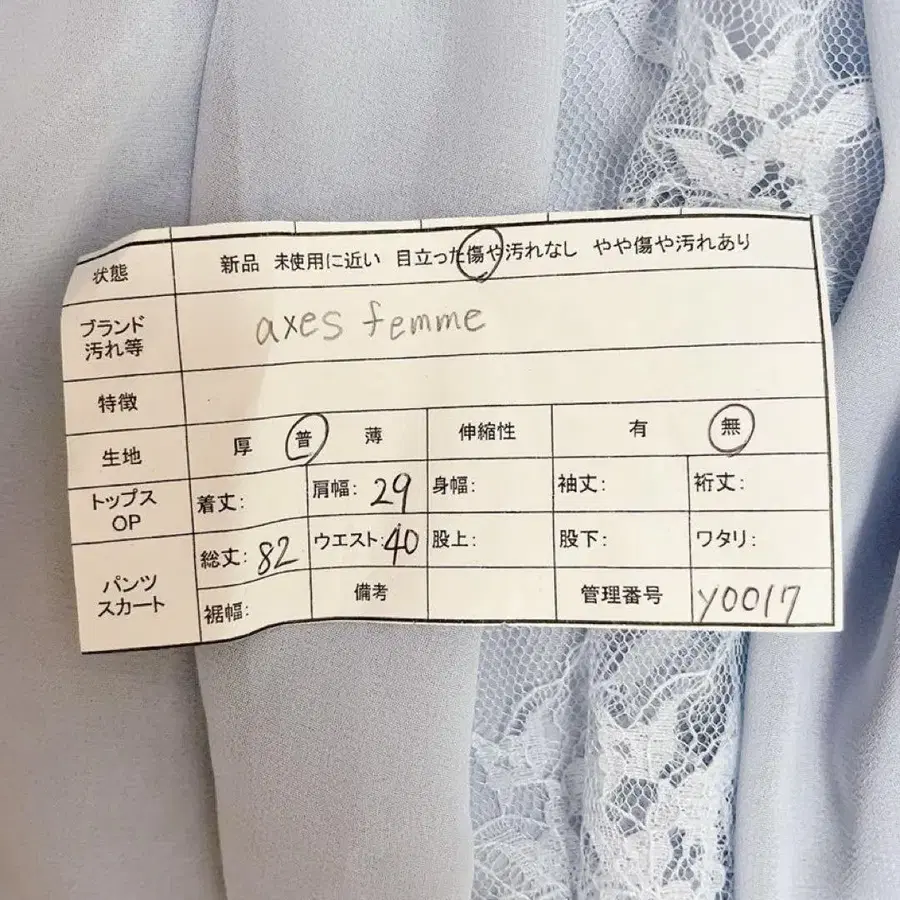 状態 新品 未使用に近い 目立った傷や汚れなし やや傷や汚れあり
ブランド 汚れ等 axes femme
特徴
生地 厚 普 薄 伸縮性 有 無
トップス OP 着丈: 肩幅: 29 身幅: 袖丈: 裄丈:
パンツ スカート 総丈: 82 ウエスト: 40 股上: 股下: ワタリ:
裾幅: 備考 管理番号 y0017